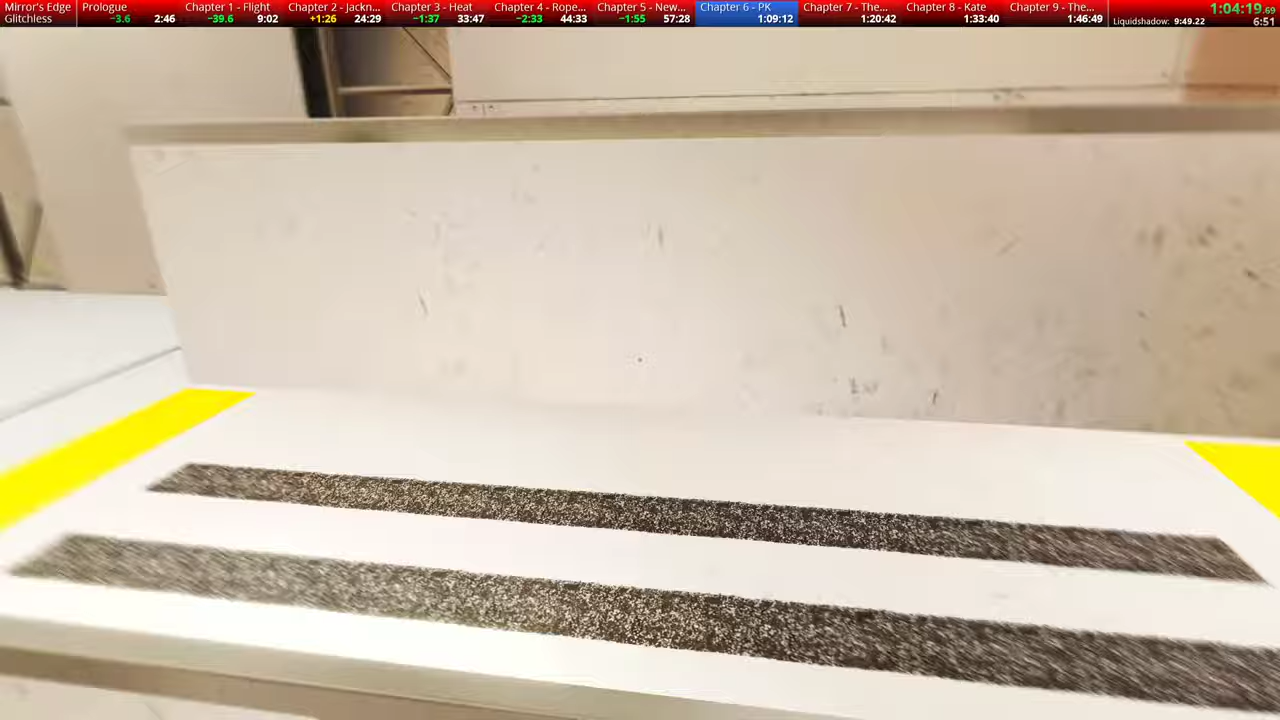 Mirror's Edge
Glitchless
Prologue
-3.6 2:46
Chapter 1 - Flight
-39.6 9:02
Chapter 2 - Jackn...
+1:26 24:29
Chapter 3 - Heat
-1:37 33:47
Chapter 4 - Rope...
-2:33 44:33
Chapter 5 - New...
-1:55 57:28
Chapter 6 - PK
1:09:12
Chapter 7 - The...
1:20:42
Chapter 8 - Kate
1:33:40
Chapter 9 - The...
1:46:49
1:04:19.69
Liquidshadow: 9:49.22 6:51